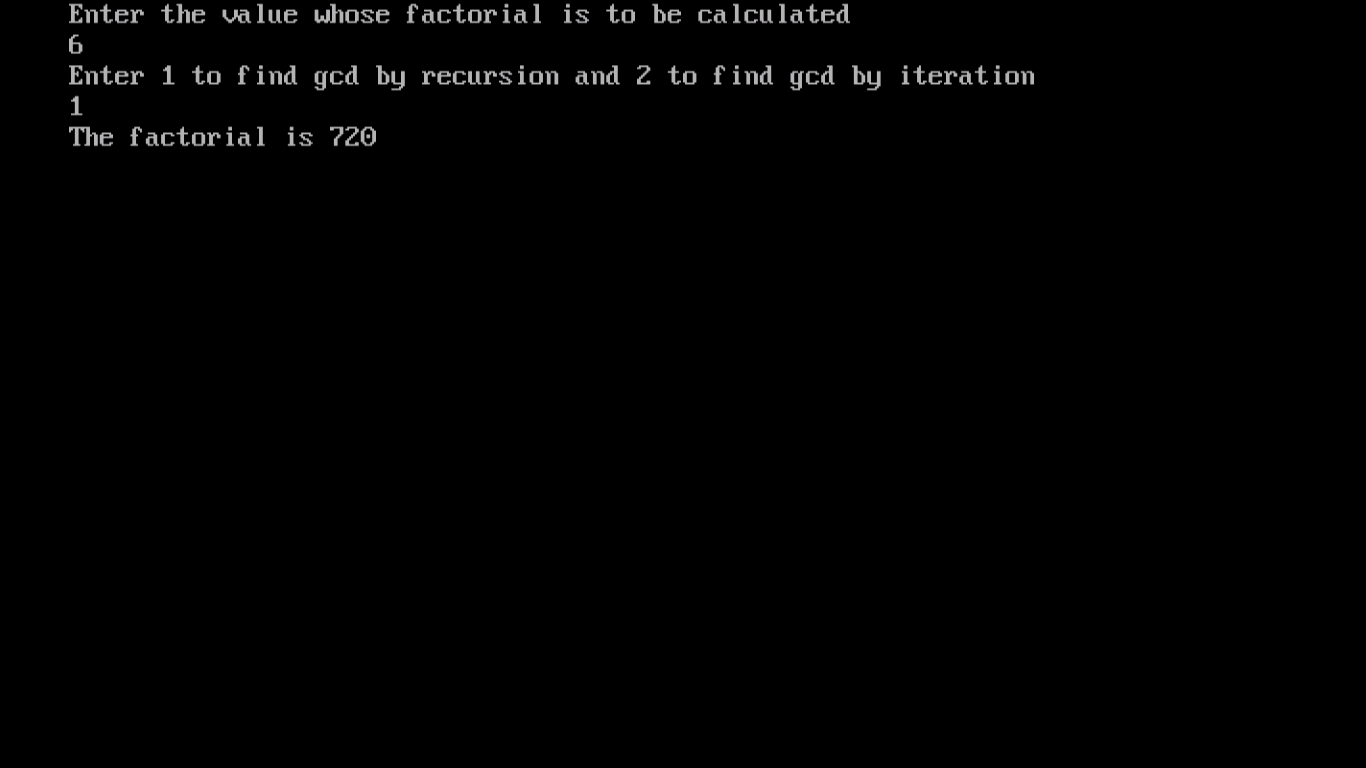 Enter the value whose factorial is to be calculated
6
Enter 1 to find gcd by recursion and 2 to find gcd by iteration
1
The factorial is 720